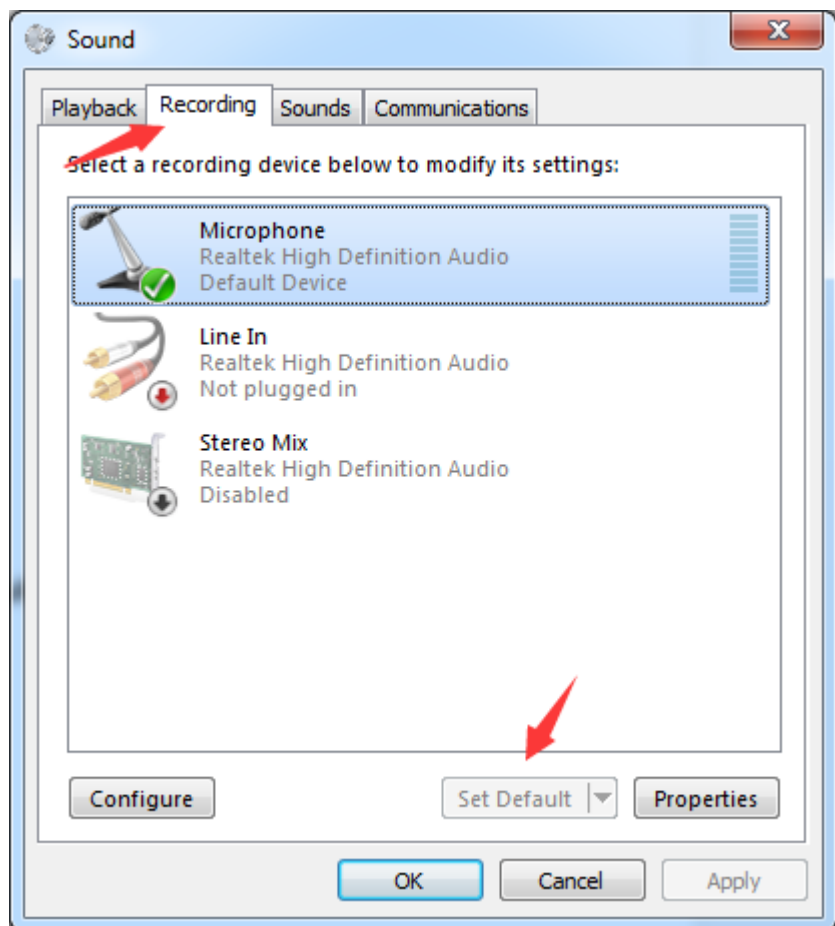 Sound
Playback Recording Sounds Communications
Select a recording device below to modify its settings:
Microphone
Realtek High Definition Audio
Default Device
Line In
Realtek High Definition Audio
Not plugged in
Stereo Mix
Realtek High Definition Audio
Disabled
Configure Set Default Properties
OK Cancel Apply